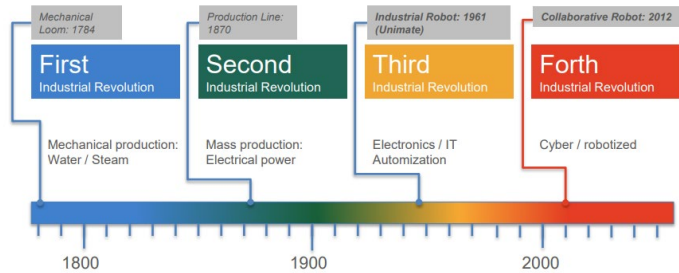 Mechanical
Loom: 1784
Production Line:
1870
Industrial Robot: 1961
(Unimate)
Collaborative Robot: 2012
First
Industrial Revolution
Second
Industrial Revolution
Third
Industrial Revolution
Forth
Industrial Revolution
Mechanical production:
Water / Steam
Mass production:
Electrical power
Electronics / IT
Automization
Cyber / robotized
1800
1900
2000